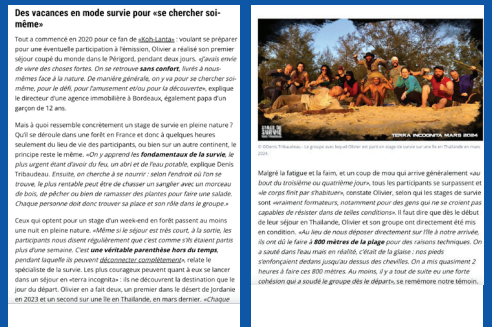 Des vacances en mode survie pour «se chercher soi-
même»
Tout a commencé en 2020 pour ce fan de «Koh-Lanta» : voulant se préparer
pour une éventuelle participation à l'émission, Olivier a réalisé son premier
séjour coupé du monde dans le Périgord, pendant deux jours. «J'avais envie
de vivre des choses fortes. On se retrouve sans confort, livrés à nous-
mêmes face à la nature. De manière générale, on y va pour se chercher soi-
même, pour le défi, pour l'amusement et/ou pour la découverte», explique
le directeur d'une agence immobilière à Bordeaux, également papa d'un
garçon de 12 ans.
Mais à quoi ressemble concrètement un stage de survie en pleine nature ?
Qu'il se déroule dans une forêt en France et donc à quelques heures
seulement du lieu de vie des participants, ou bien sur un autre continent, le
principe reste le même. «On y apprend les fondamentaux de la survie, le
plus urgent étant d'avoir du feu, un abri et de l'eau potable, explique Denis
Tribaudeau. Ensuite, on cherche à se nourrir : selon l'endroit où l'on se
trouve, le plus rentable peut être de chasser un sanglier avec un morceau
de bois, de pêcher ou bien de ramasser des plantes pour faire une salade.
Chaque personne doit donc trouver sa place et son rôle dans le groupe.»
Ceux qui optent pour un stage d'un week-end en forêt passent au moins
une nuit en pleine nature. «Même si le séjour est très court, à la sortie, les
participants nous disent régulièrement que c'est comme s'ils étaient partis
plus d'une semaine. C'est une véritable parenthèse hors du temps,
pendant laquelle ils peuvent déconnecter complètement», relate le
spécialiste de la survie. Les plus courageux peuvent quant à eux se lancer
dans un séjour en «terra incognita» : ils ne découvrent la destination que le
jour du départ. Olivier en a fait deux, un premier dans le désert de Jordanie
en 2023 et un second sur une île en Thaïlande, en mars dernier. «Chaque
STAGE DE SURVIE
TERRA INCOGNITA MARS 2024
© ©Denis Tribaudeau - Le groupe avec lequel Olivier est parti en stage de survie sur une île en Thaïlande en mars
2024.
Malgré la fatigue et la faim, et un coup de mou qui arrive généralement «au
bout du troisième ou quatrième jour», tous les participants se surpassent et
«le corps finit par s'habituer», constate Olivier, selon qui les stages de survie
sont «vraiment formateurs, notamment pour des gens qui ne se croient pas
capables de résister dans de telles conditions». Il faut dire que dès le début
de leur séjour en Thaïlande, Olivier et son groupe ont directement été mis
en condition. «Au lieu de nous déposer directement sur l'île à notre arrivée,
ils ont dû le faire à 800 mètres de la plage pour des raisons techniques. On
a sauté dans l'eau mais en réalité, c'était de la glaise : nos pieds
s'enfonçaient dedans jusqu'au dessus des chevilles. On a mis quasiment 2
heures à faire ces 800 mètres. Au moins, il y a tout de suite eu une forte
cohésion qui a soudé le groupe dès le départ», se remémore notre témoin.